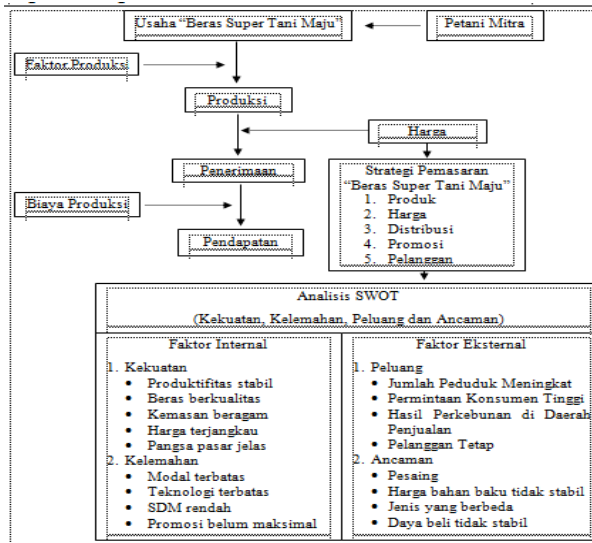 Usaha “Beras Super Tani Maju”
Petani Mitra
Faktor Produksi
Produksi
Harga
Penerimaan
Strategi Pemasaran
“Beras Super Tani Maju”
1. Produk
2. Harga
3. Distribusi
4. Promosi
5. Pelanggan
Biaya Produksi
Pendapatan
Analisis SWOT
(Kekuatan, Kelemahan, Peluang dan Ancaman)
Faktor Internal
1. Kekuatan
• Produktifitas stabil
• Beras berkualitas
• Kemasan beragam
• Harga terjangkau
• Pangsa pasar jelas
2. Kelemahan
• Modal terbatas
• Teknologi terbatas
• SDM rendah
• Promosi belum maksimal
Faktor Eksternal
1. Peluang
• Jumlah Peduduk Meningkat
• Permintaan Konsumen Tinggi
• Hasil Perkebunan di Daerah
Penjualan
• Pelanggan Tetap
2. Ancaman
• Pesaing
• Harga bahan baku tidak stabil
• Jenis yang berbeda
• Daya beli tidak stabil